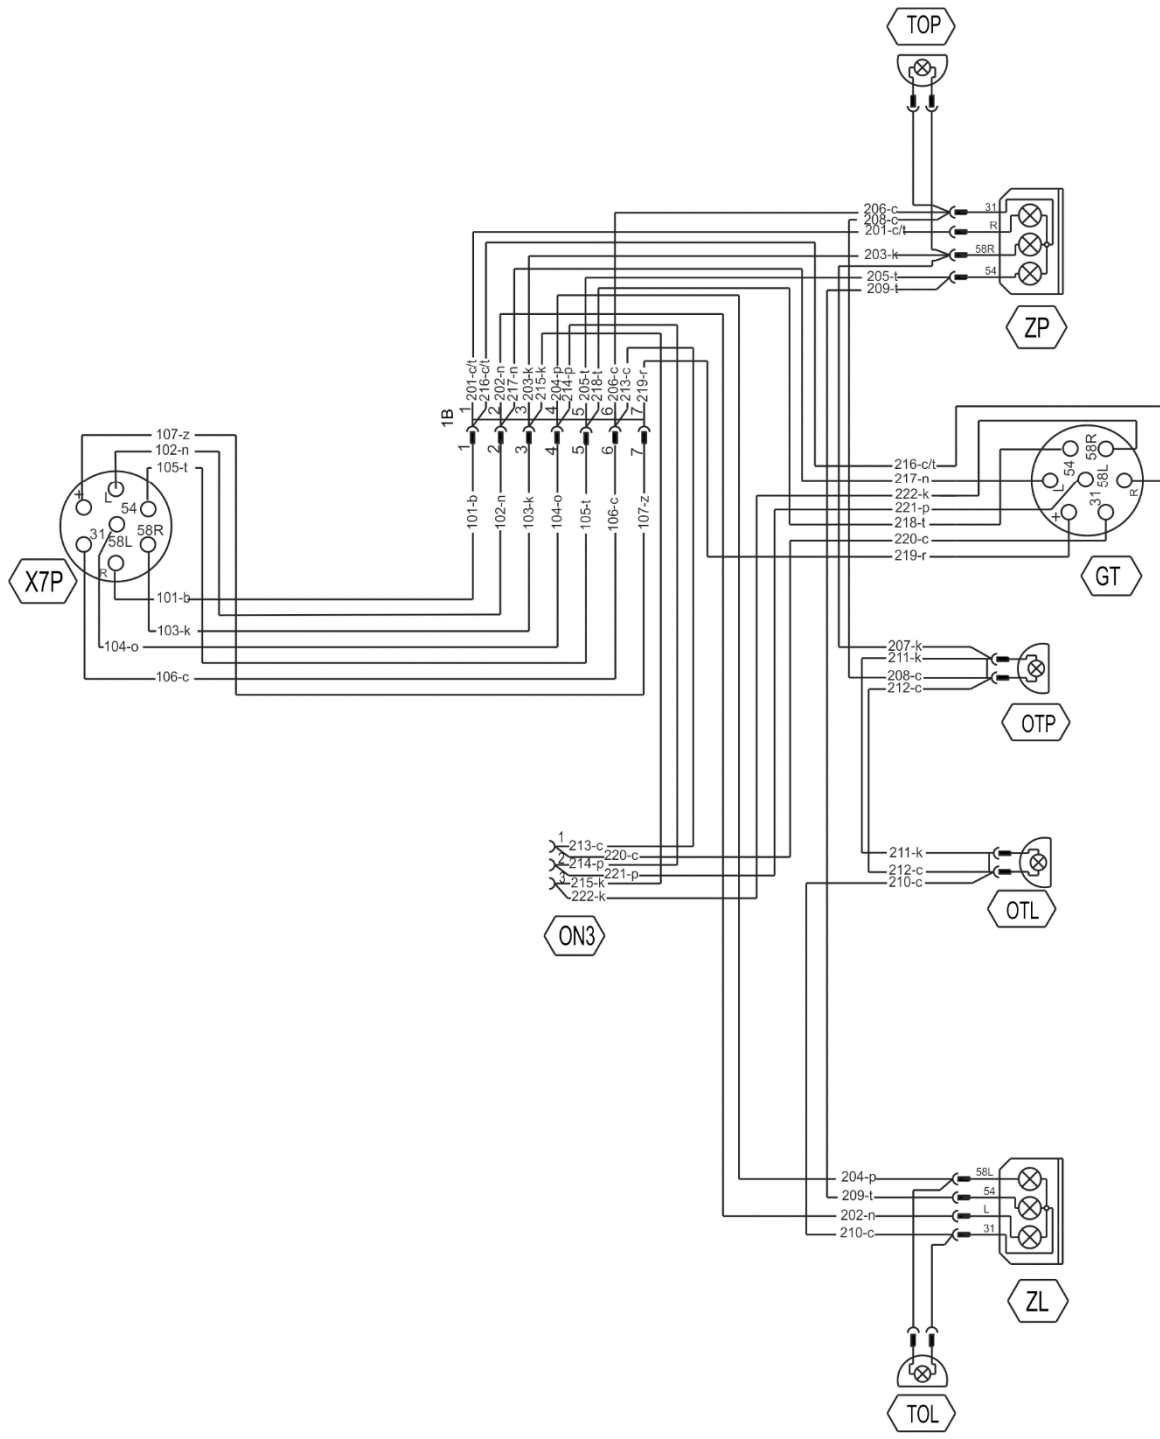 TOP
206-c
31
208-c
201-c/t
R
203-k
58R
205-t
54
209-t
ZP
201-c/t
216-c/t
202-n
217-n
203-k
215-k
204-p
214-p
205-t
218-t
206-c
213-c
219-r
1B
1
2
3
4
5
6
7
1
2
3
4
5
6
7
107-z
102-n
105-t
+
L
54
31
58L
58R
R
X7P
101-b
102-n
103-k
104-o
105-t
106-c
107-z
101-b
103-k
104-o
106-c
216-c/t
217-n
222-k
221-p
218-t
220-c
219-r
54
58R
L
58L
R
31
+
GT
207-k
211-k
208-c
212-c
OTP
1
213-c
220-c
2
214-p
221-p
3
215-k
222-k
ON3
211-k
212-c
210-c
OTL
204-p
58L
209-t
54
202-n
L
210-c
31
ZL
TOL